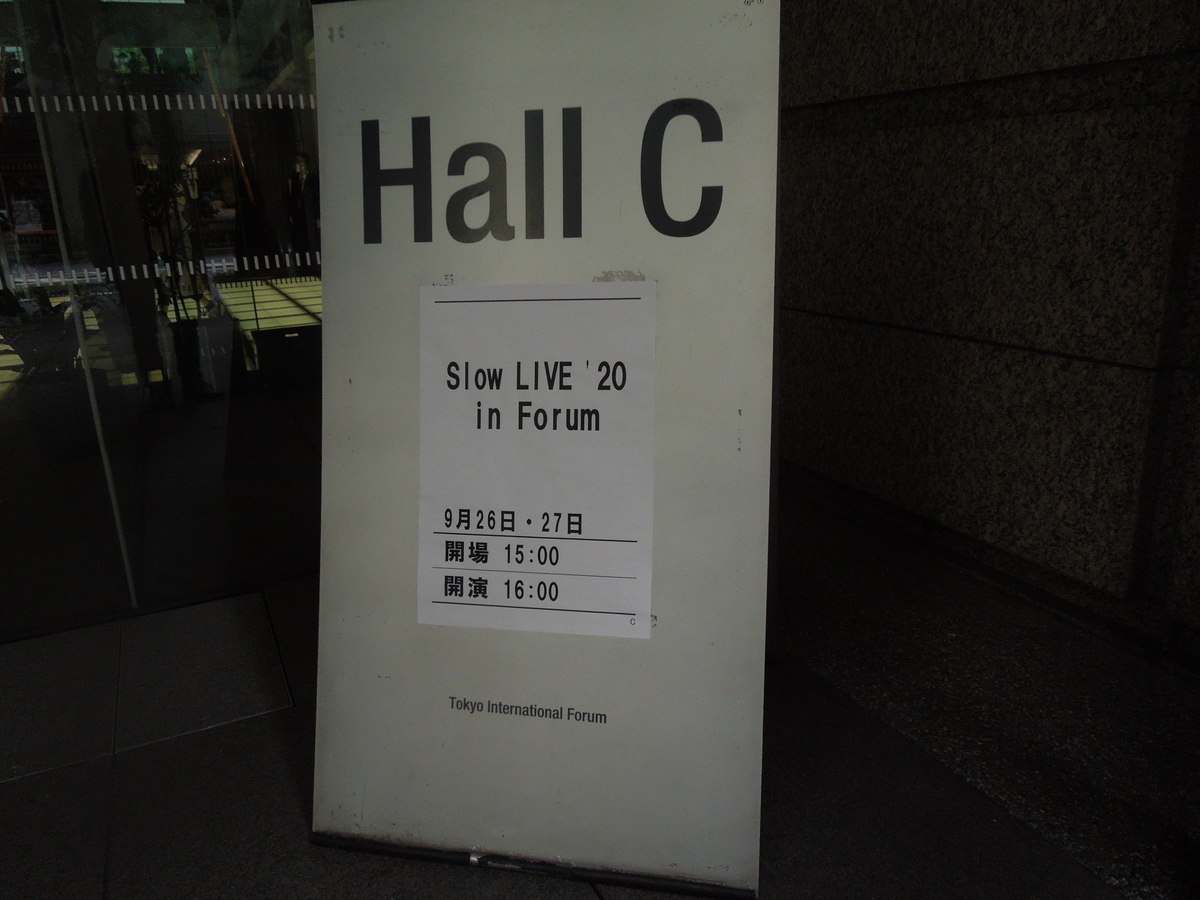 Hall C
Slow LIVE '20
in Forum
9月26日・27日
開場 15:00
開演 16:00
C
Tokyo International Forum